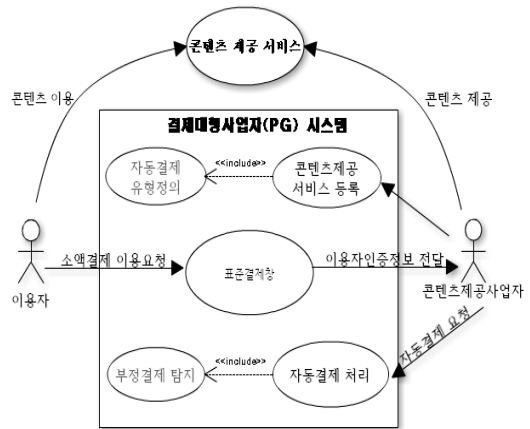 콘텐츠 제공 서비스
콘텐츠 이용
콘텐츠 제공
결제대행사업자(PG) 시스템
자동결제
유형정의
<<include>>
콘텐츠제공
서비스 등록
소액결제 이용요청
표준결제창
이용자인증정보 전달
이용자
콘텐츠제공사업자
자동결제 요청
부정결제 탐지
<<include>>
자동결제 처리